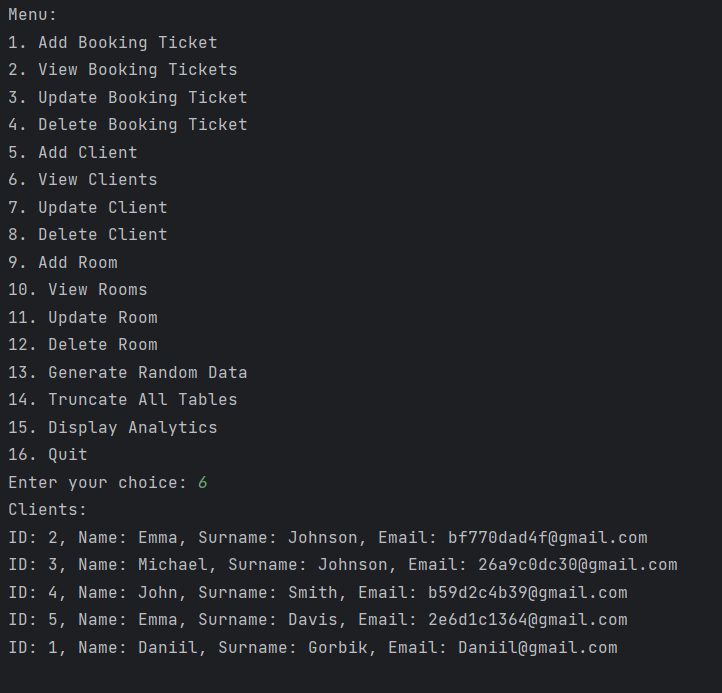 Menu:
1. Add Booking Ticket
2. View Booking Tickets
3. Update Booking Ticket
4. Delete Booking Ticket
5. Add Client
6. View Clients
7. Update Client
8. Delete Client
9. Add Room
10. View Rooms
11. Update Room
12. Delete Room
13. Generate Random Data
14. Truncate All Tables
15. Display Analytics
16. Quit
Enter your choice: 6
Clients:
ID: 2, Name: Emma, Surname: Johnson, Email: bf770dad4f@gmail.com
ID: 3, Name: Michael, Surname: Johnson, Email: 26a9c0dc30@gmail.com
ID: 4, Name: John, Surname: Smith, Email: b59d2c4b39@gmail.com
ID: 5, Name: Emma, Surname: Davis, Email: 2e6d1c1364@gmail.com
ID: 1, Name: Daniil, Surname: Gorbik, Email: Daniil@gmail.com